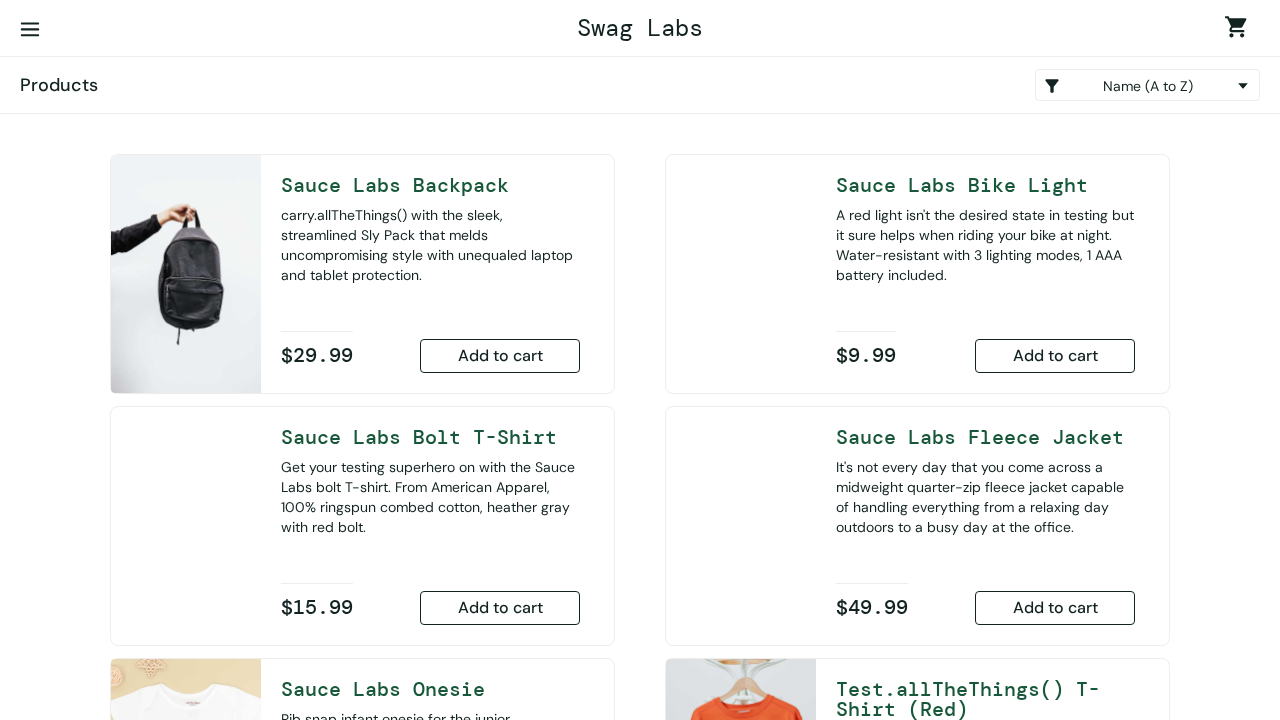 Swag Labs
Products
Name (A to Z)
Sauce Labs Backpack
carry.allTheThings() with the sleek,
streamlined Sly Pack that melds
uncompromising style with unequaled laptop
and tablet protection.
$29.99
Add to cart
Sauce Labs Bike Light
A red light isn't the desired state in testing but
it sure helps when riding your bike at night.
Water-resistant with 3 lighting modes, 1 AAA
battery included.
$9.99
Add to cart
Sauce Labs Bolt T-Shirt
Get your testing superhero on with the Sauce
Labs bolt T-shirt. From American Apparel,
100% ringspun combed cotton, heather gray
with red bolt.
$15.99
Add to cart
Sauce Labs Fleece Jacket
It's not every day that you come across a
midweight quarter-zip fleece jacket capable
of handling everything from a relaxing day
outdoors to a busy day at the office.
$49.99
Add to cart
Sauce Labs Onesie
Rib snap infant onesie for the junior
Test.allTheThings() T-
Shirt (Red)